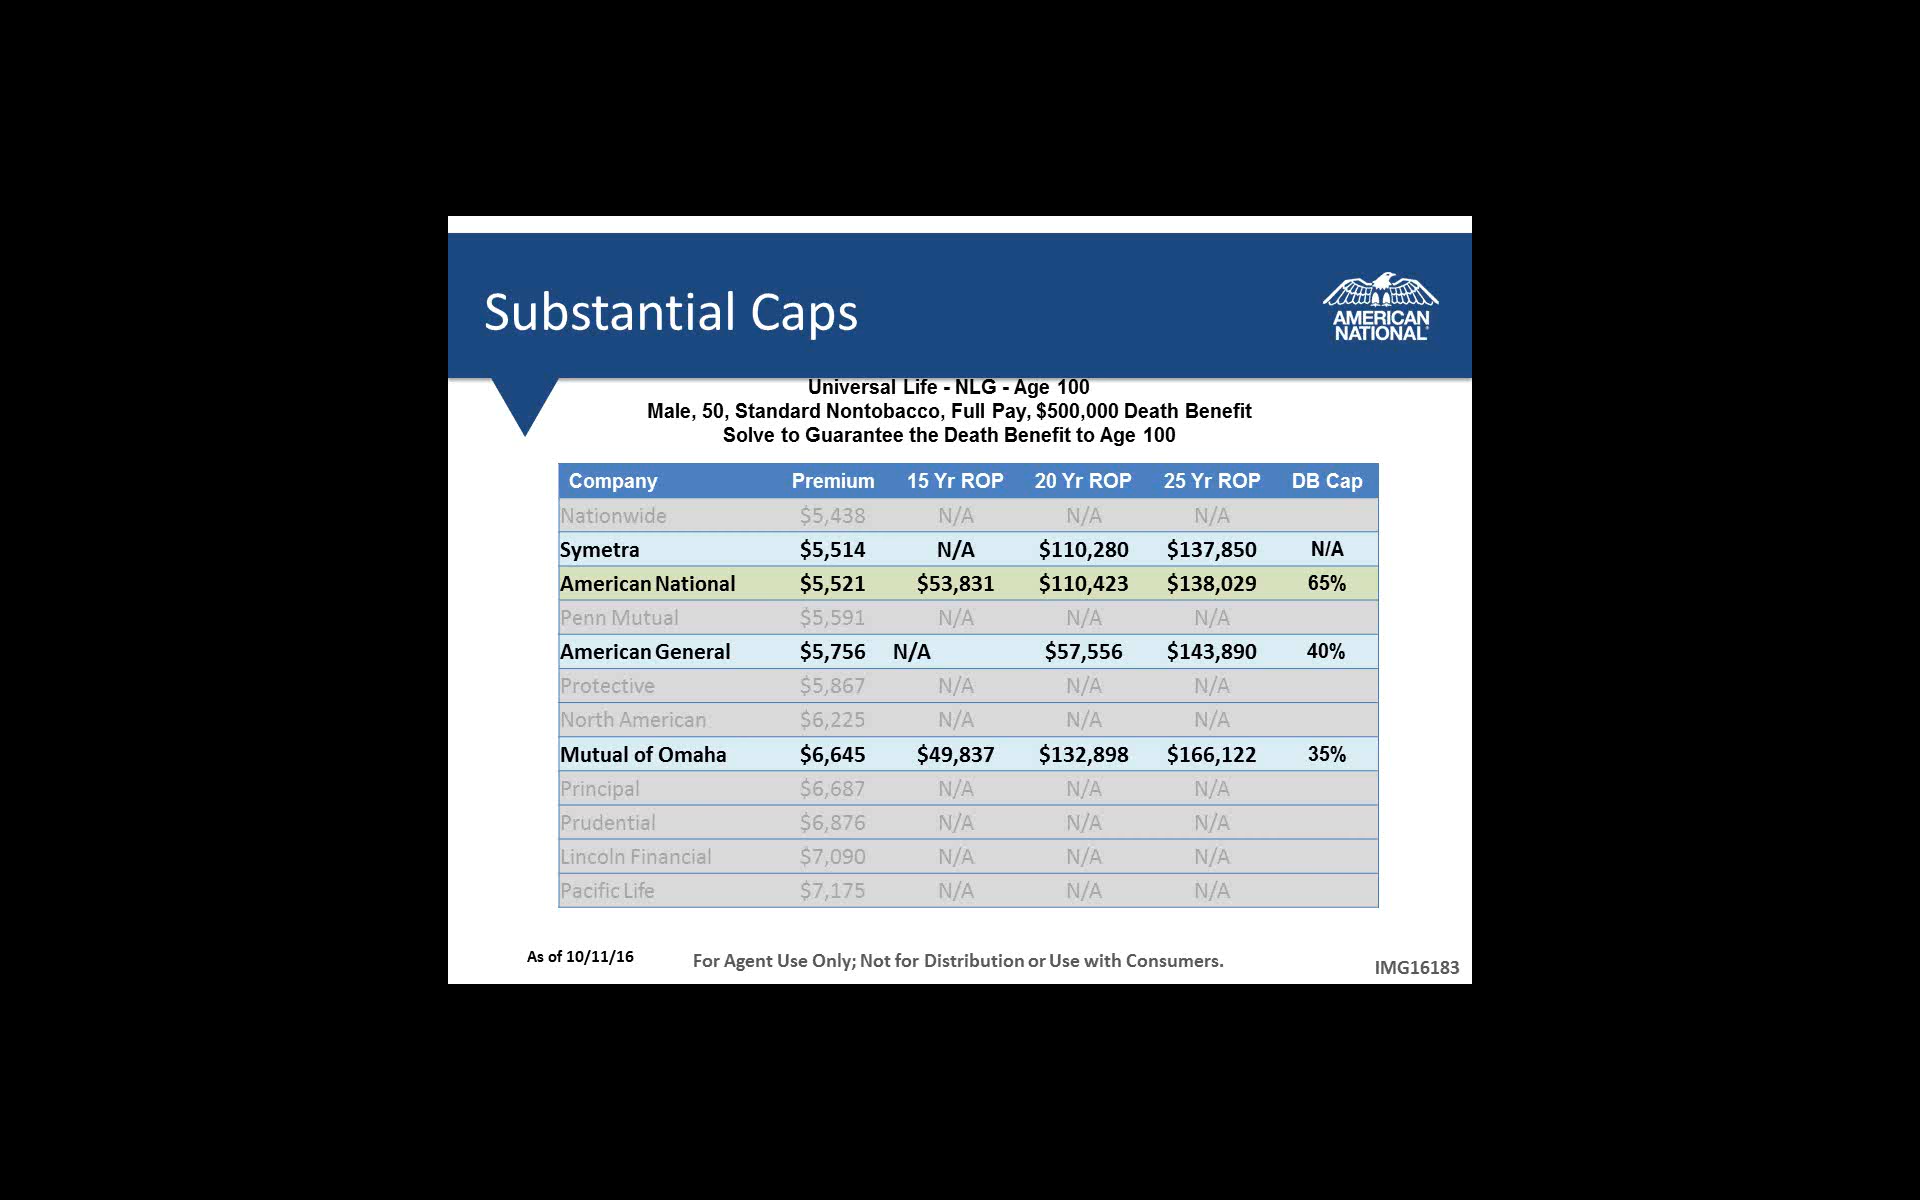 Substantial Caps
AMERICAN
NATIONAL
Universal Life - NLG - Age 100
Male, 50, Standard Nontobacco, Full Pay, $500,000 Death Benefit
Solve to Guarantee the Death Benefit to Age 100
Company Premium 15 Yr ROP 20 Yr ROP 25 Yr ROP DB Cap
Nationwide $5,438 N/A N/A N/A
Symetra $5,514 N/A $110,280 $137,850 N/A
American National $5,521 $53,831 $110,423 $138,029 65%
Penn Mutual $5,591 N/A N/A N/A
American General $5,756 N/A $57,556 $143,890 40%
Protective $5,867 N/A N/A N/A
North American $6,225 N/A N/A N/A
Mutual of Omaha $6,645 $49,837 $132,898 $166,122 35%
Principal $6,687 N/A N/A N/A
Prudential $6,876 N/A N/A N/A
Lincoln Financial $7,090 N/A N/A N/A
Pacific Life $7,175 N/A N/A N/A
As of 10/11/16
For Agent Use Only; Not for Distribution or Use with Consumers.
IMG16183